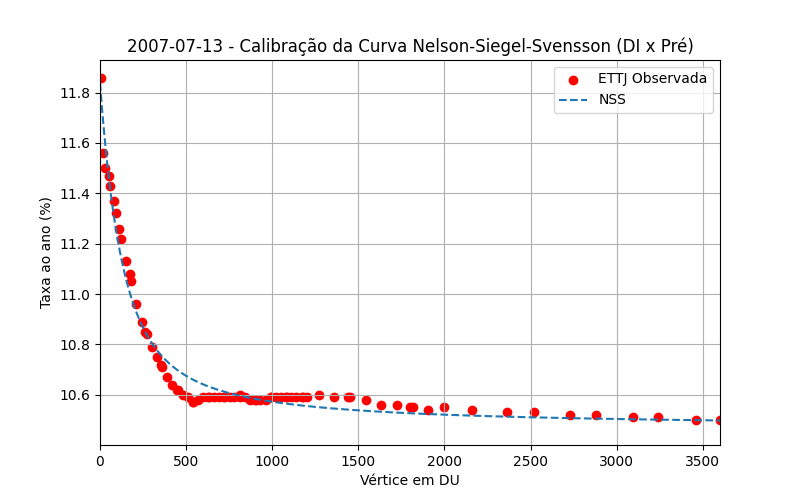 2007-07-13 - Calibração da Curva Nelson-Siegel-Svensson (DI x Pré)
ETTJ Observada
NSS
Taxa ao ano (%)
11.8
11.6
11.4
11.2
11.0
10.8
10.6
0 500 1000 1500 2000 2500 3000 3500
Vértice em DU